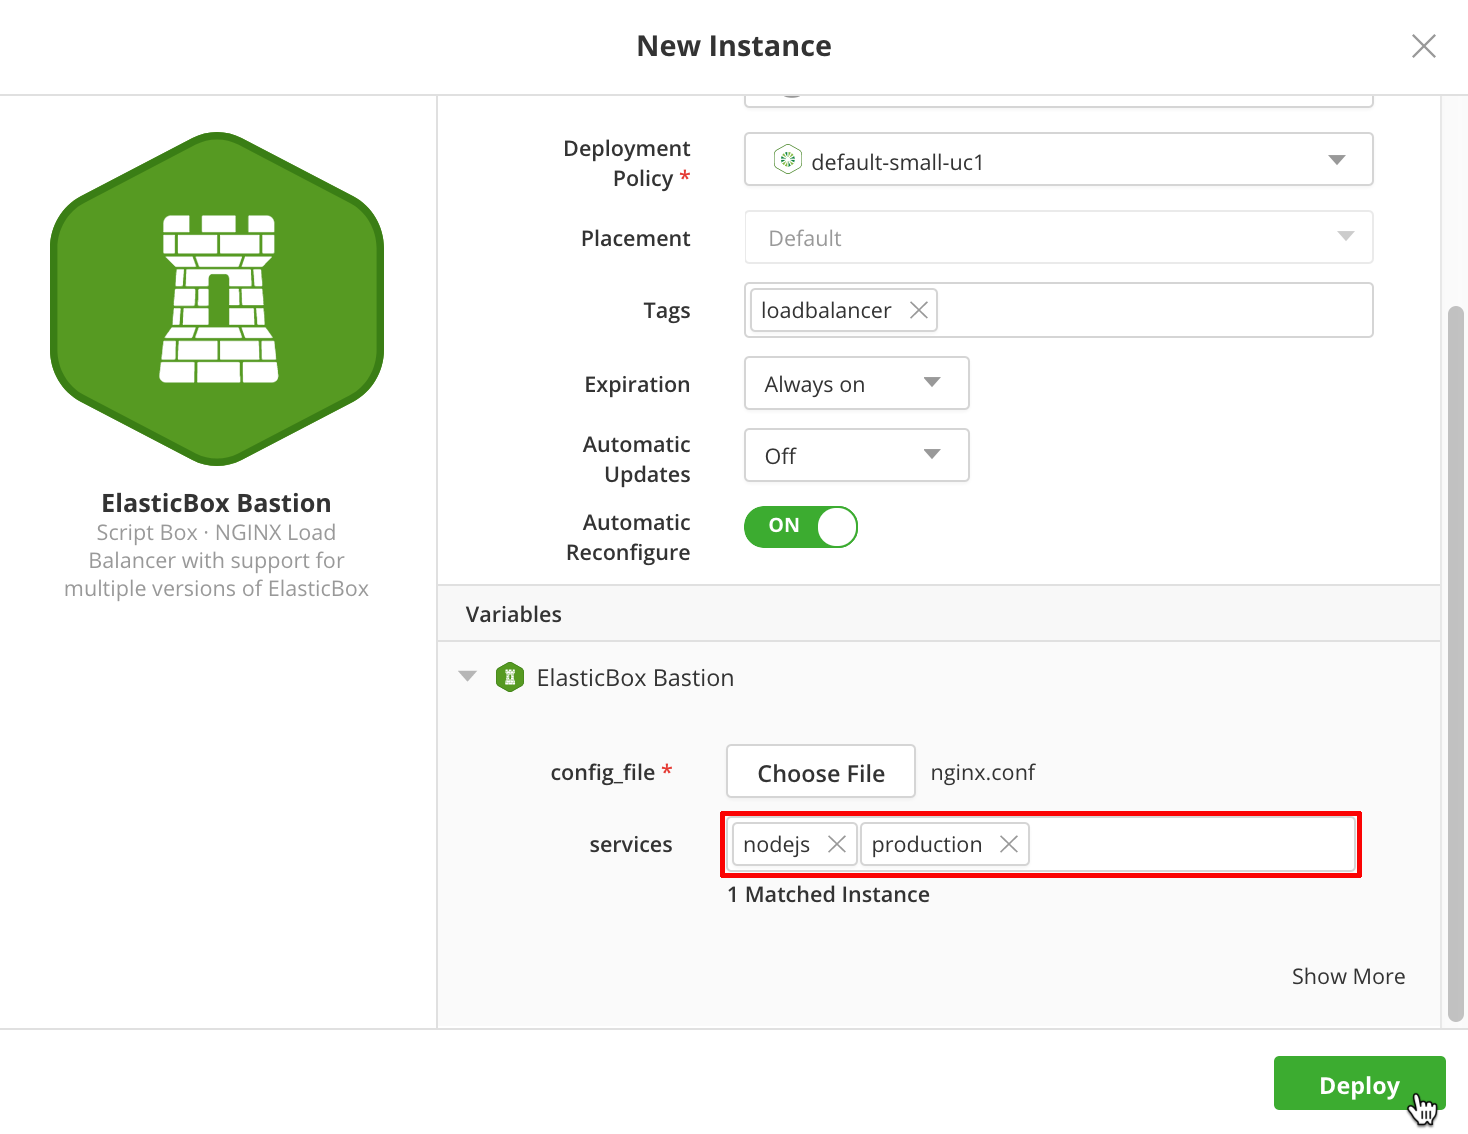 New Instance
Deployment
Policy *
default-small-uc1
Placement
Default
Tags
loadbalancer
Expiration
Always on
Automatic
Updates
Off
Automatic
Reconfigure
ON
ElasticBox Bastion
Script Box · NGINX Load
Balancer with support for
multiple versions of ElasticBox
Variables
ElasticBox Bastion
config_file *
Choose File
nginx.conf
services
nodejs
production
1 Matched Instance
Show More
Deploy